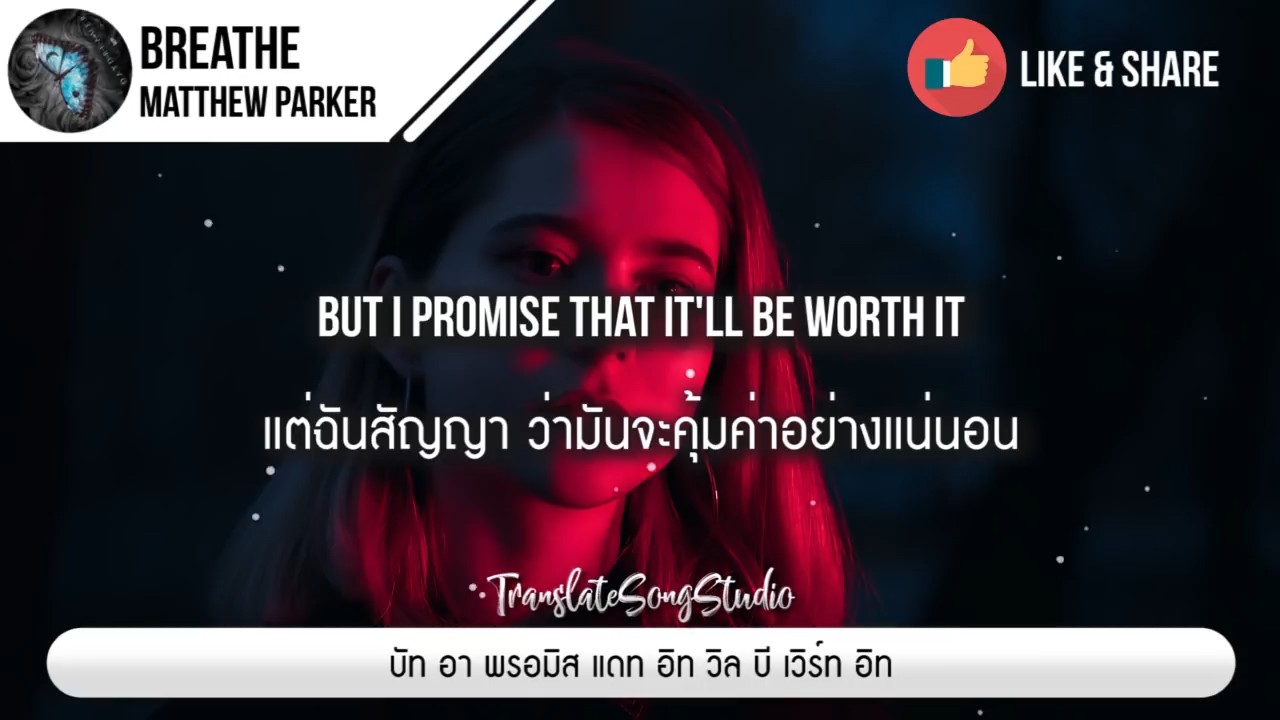 BREATHE
MATTHEW PARKER
LIKE & SHARE
BUT I PROMISE THAT IT'LL BE WORTH IT
แต่ฉันสัญญา ว่ามันจะคุ้มค่าอย่างแน่นอน
TranslateSongStudio
บัท อา พรอมิส แดท อิท วิล บี เวิร์ท อิท